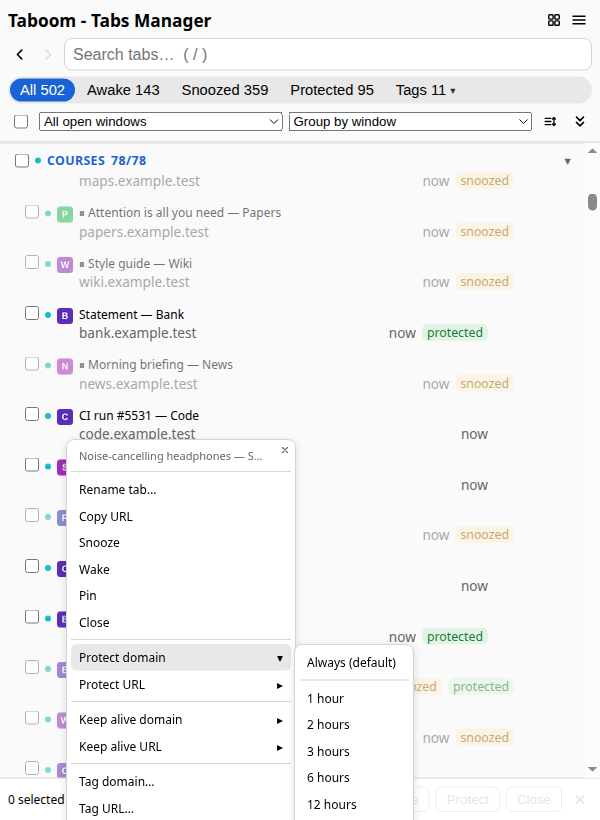 Taboom - Tabs Manager
Search tabs… ( / )
All 502 Awake 143 Snoozed 359 Protected 95 Tags 11 ▾
All open windows Group by window
COURSES 78/78 ▼
maps.example.test now snoozed
P Attention is all you need — Papers
papers.example.test now snoozed
W Style guide — Wiki
wiki.example.test now snoozed
B Statement — Bank
bank.example.test now protected
N Morning briefing — News
news.example.test now snoozed
C CI run #5531 — Code
code.example.test now
Noise-cancelling headphones — S... ×
now
Rename tab...
Copy URL
now snoozed
Snooze
Wake
now
Pin
Close
now protected
Protect domain ▼
Always (default)
Protect URL ►
protected
1 hour
Keep alive domain ►
2 hours
now snoozed
Keep alive URL ►
3 hours
Tag domain...
6 hours
0 selected
Tag URL...
12 hours
Protect Close ×